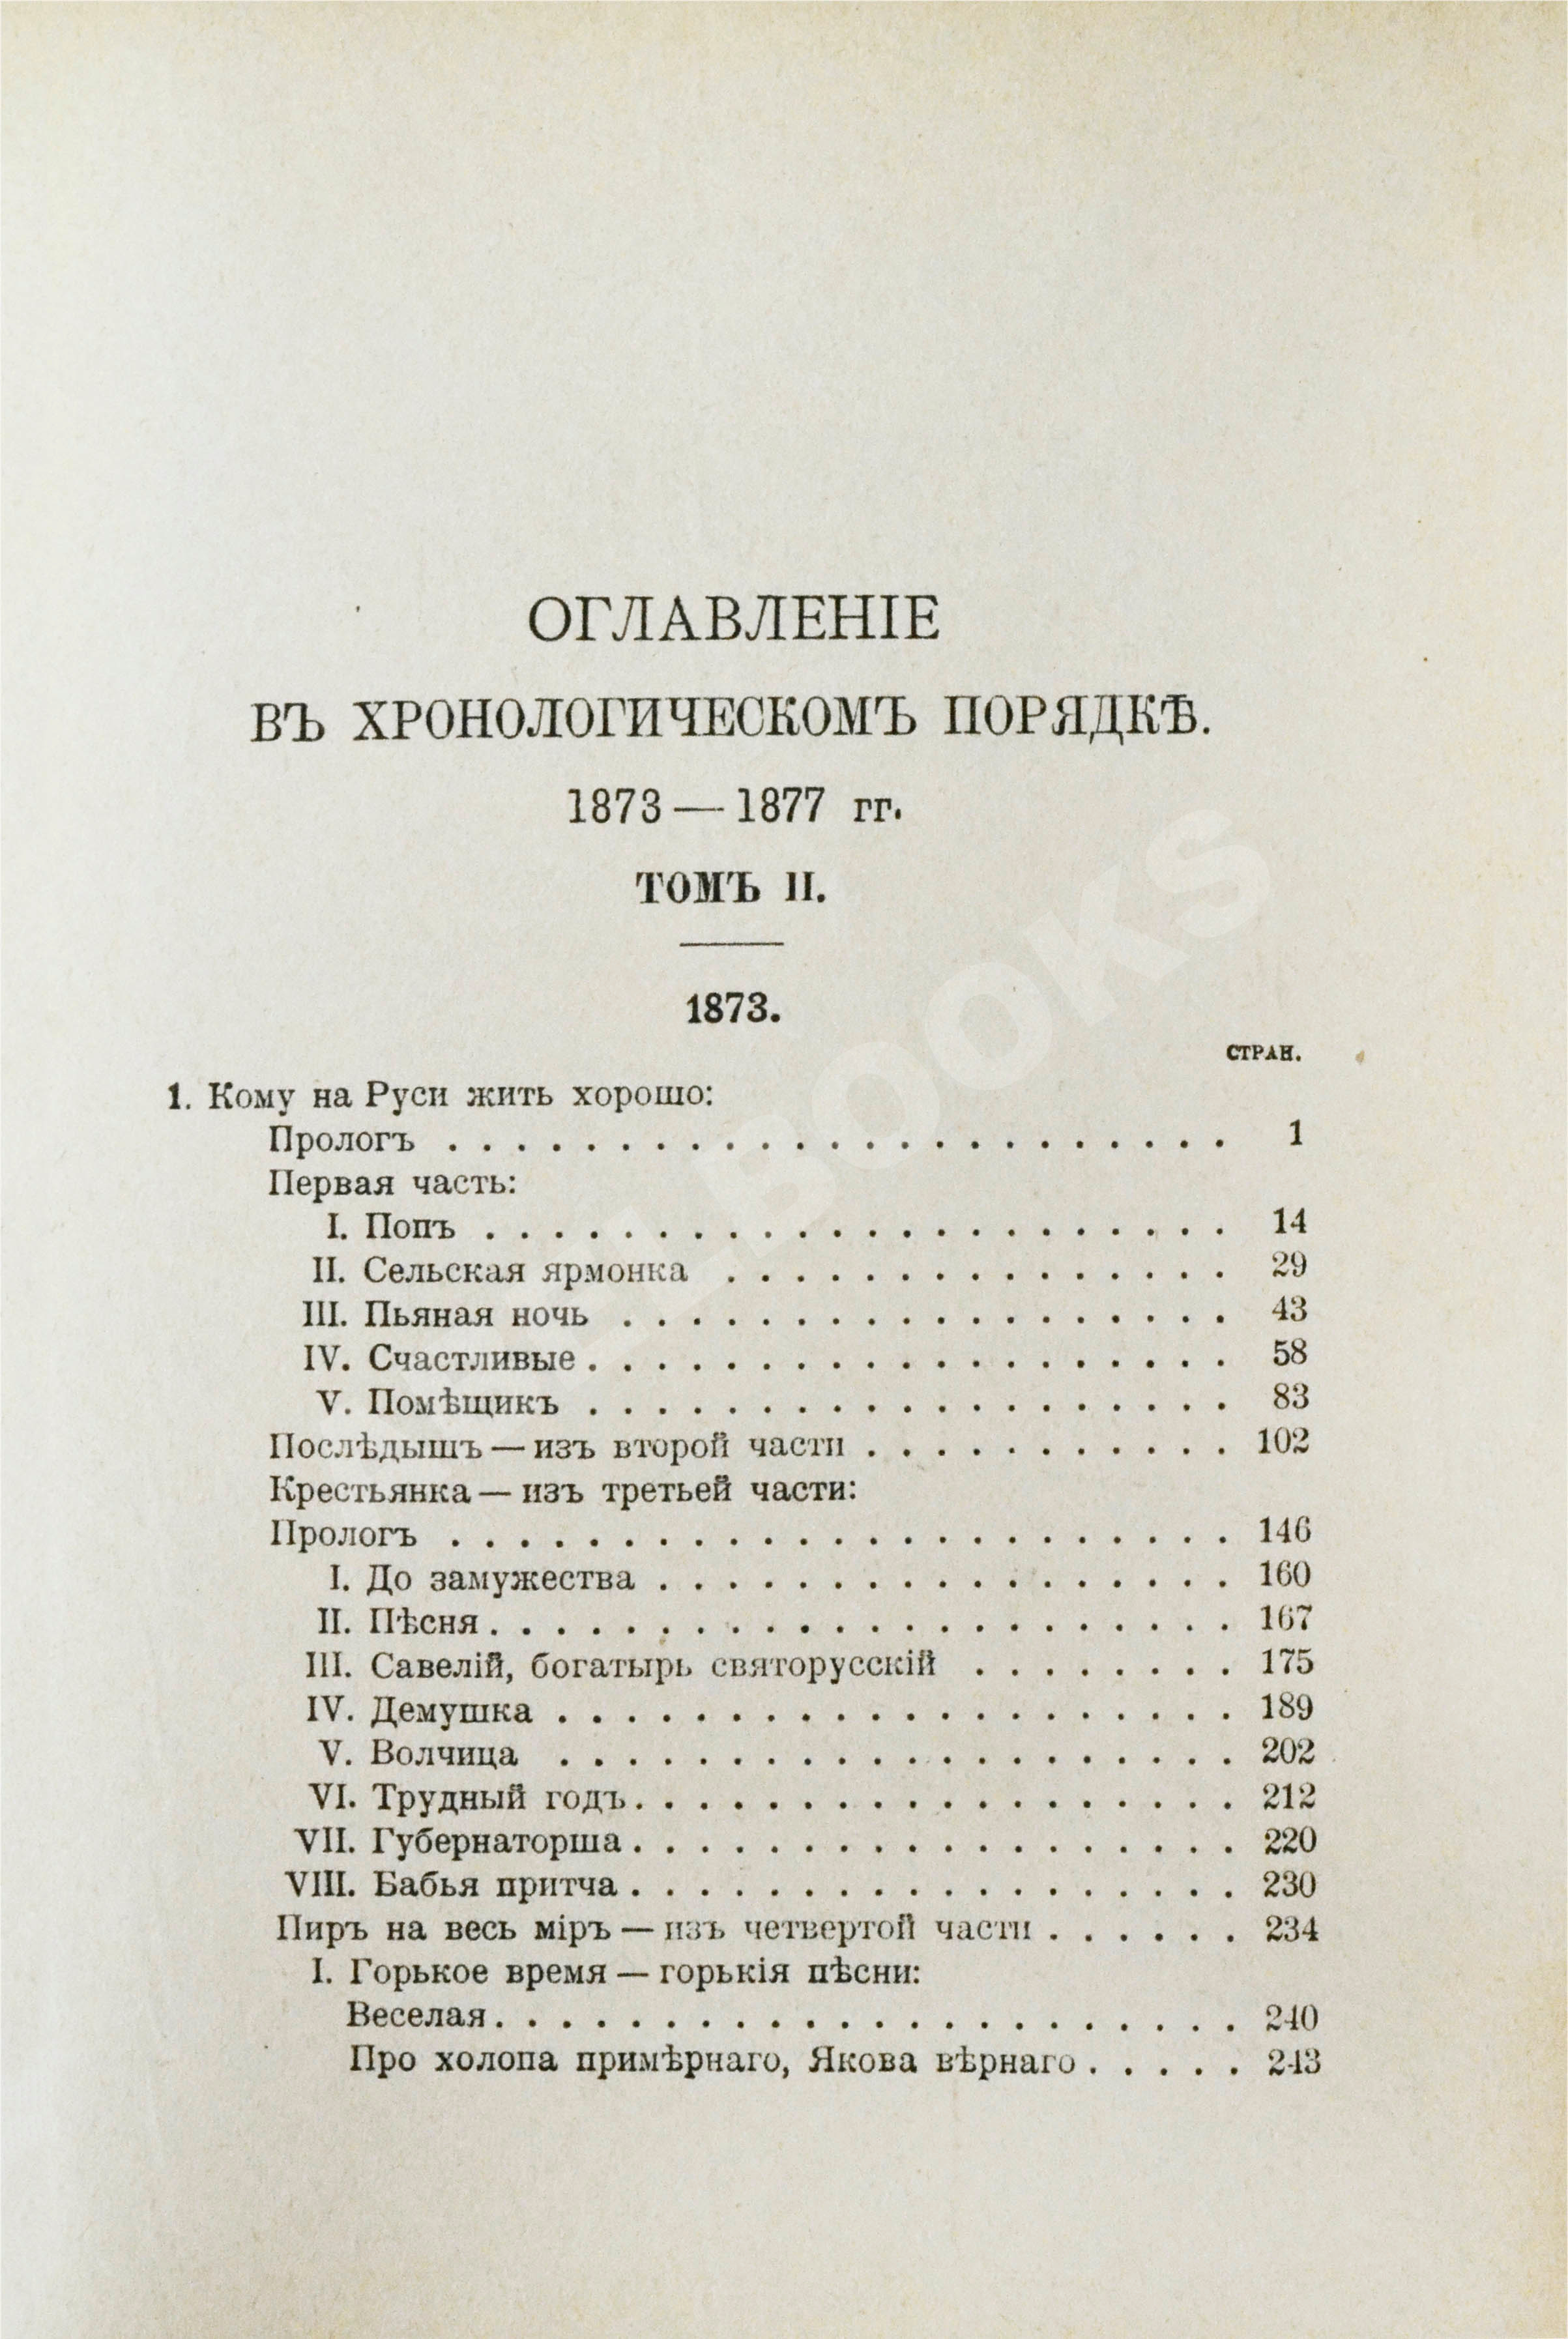 ОГЛАВЛЕНІЕ
ВЪ ХРОНОЛОГИЧЕСКОМЪ ПОРЯДКѢ.
1873 — 1877 гг.
ТОМЪ II.
1873.
СТРАН.
1. Кому на Руси жить хорошо:
Прологъ . . . . . . . . . . . . . . . . . . . . . . . 1
Первая часть:
I. Попъ . . . . . . . . . . . . . . . . . . . . . . 14
II. Сельская ярмонка . . . . . . . . . . . . . . . 29
III. Пьяная ночь . . . . . . . . . . . . . . . . . . 43
IV. Счастливые . . . . . . . . . . . . . . . . . . . 58
V. Помѣщикъ . . . . . . . . . . . . . . . . . . . 83
Послѣдышъ — изъ второй части . . . . . . . . . . . 102
Крестьянка — изъ третьей части:
Прологъ . . . . . . . . . . . . . . . . . . . . . . . 146
I. До замужества . . . . . . . . . . . . . . . . . 160
II. Пѣсня . . . . . . . . . . . . . . . . . . . . . . 167
III. Савелій, богатырь святорусскій . . . . . . . . 175
IV. Демушка . . . . . . . . . . . . . . . . . . . . 189
V. Волчица . . . . . . . . . . . . . . . . . . . . 202
VI. Трудный годъ . . . . . . . . . . . . . . . . . . 212
VII. Губернаторша . . . . . . . . . . . . . . . . . . 220
VIII. Бабья притча . . . . . . . . . . . . . . . . . . 230
Пиръ на весь міръ — изъ четвертой части . . . . . . 234
I. Горькое время — горькія пѣсни:
Веселая . . . . . . . . . . . . . . . . . . . . . . 240
Про холопа примѣрнаго, Якова вѣрнаго . . . . . 243